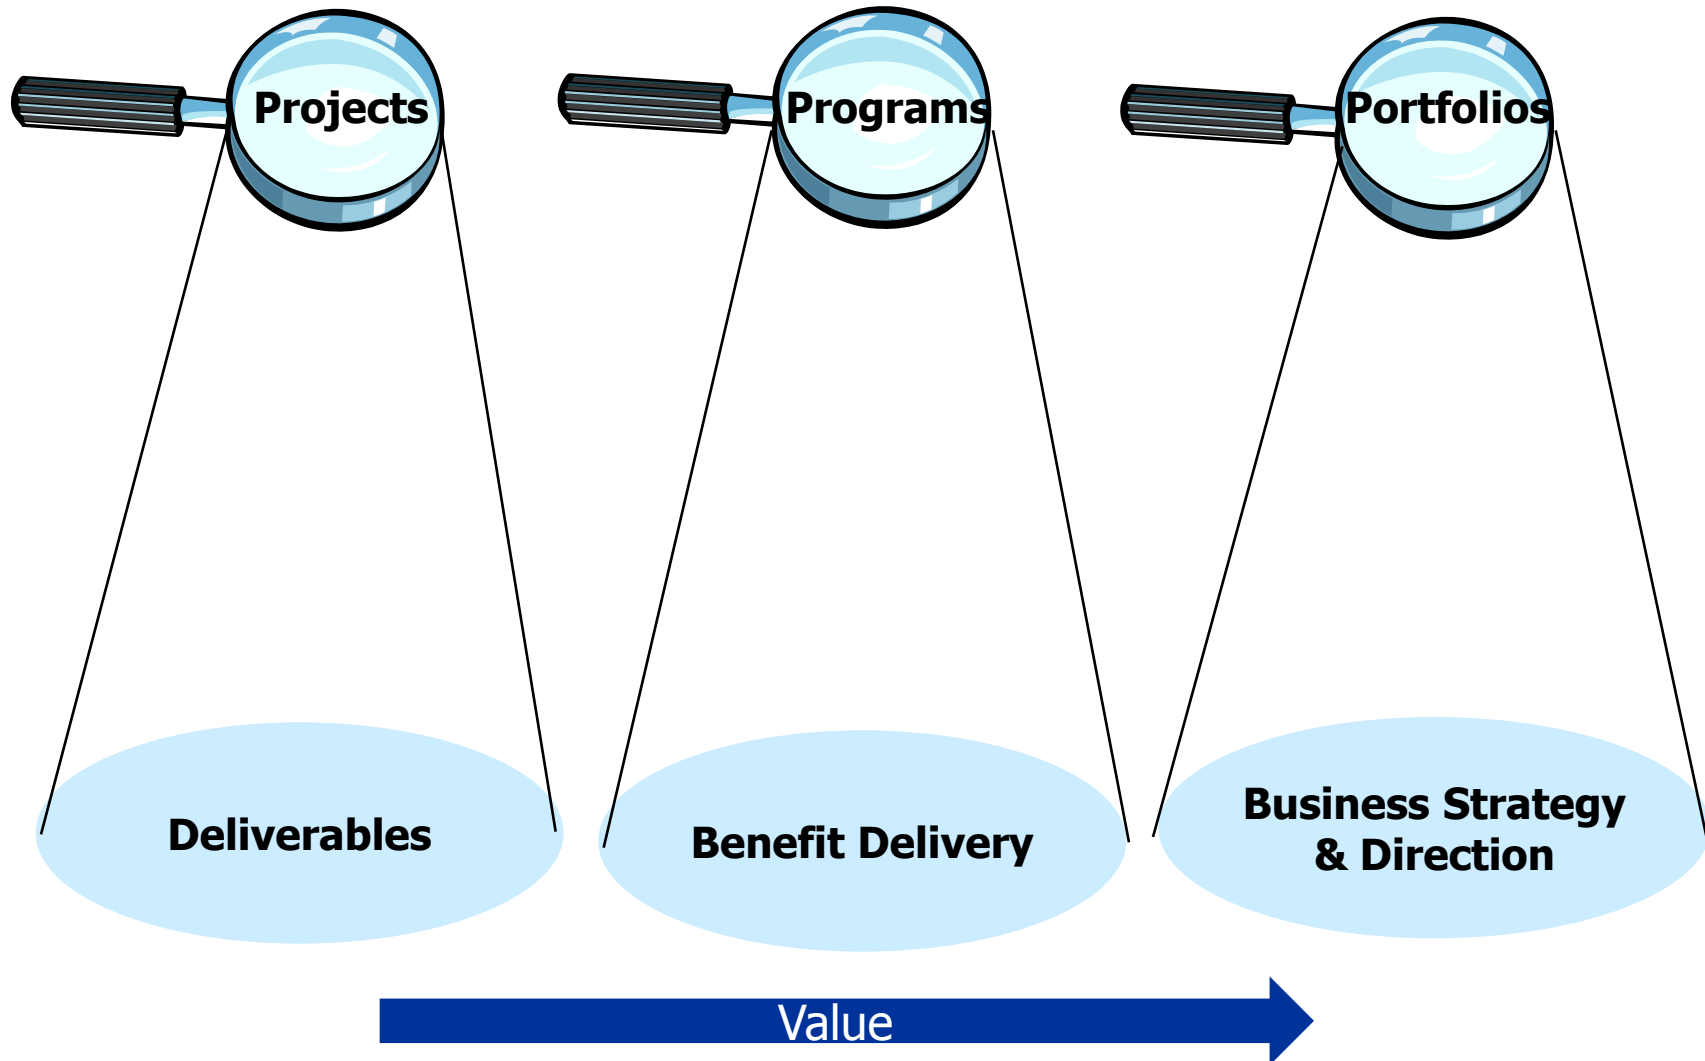 Projects
Programs
Portfolios
Deliverables
Benefit Delivery
Business Strategy
& Direction
Value